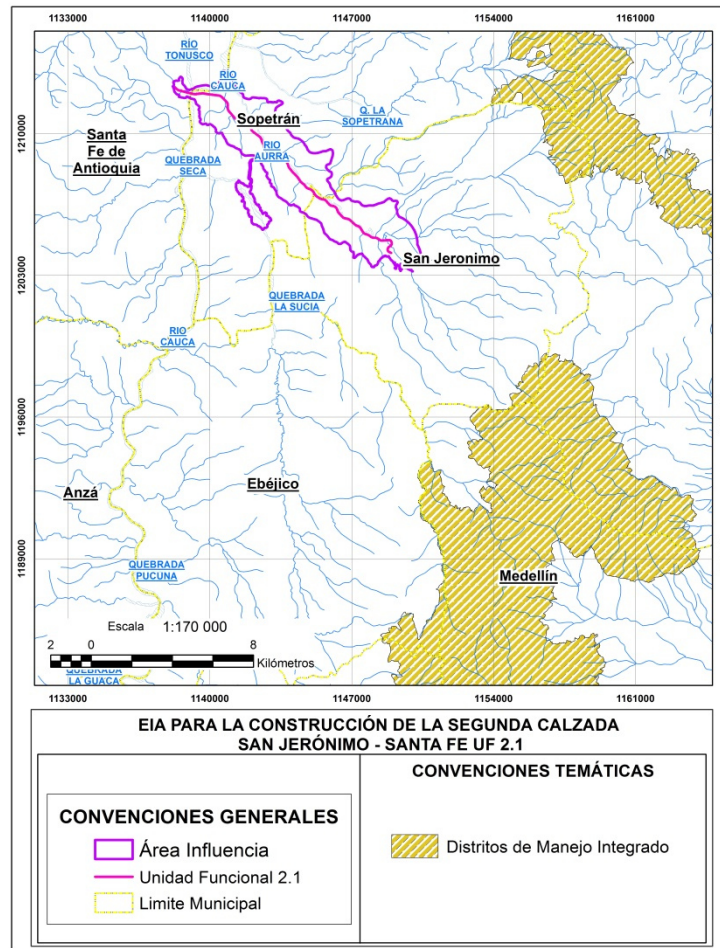 1133000 1140000 1147000 1154000 1161000
RÍO
TONUSCO
RÍO
CAUCA
Q. LA
SOPETRANA
Sopetrán
1210000
Santa
Fe de
Antioquia
RIO
AURRA
QUEBRADA
SECA
San Jeronimo
1203000
QUEBRADA
LA SUCIA
RIO
CAUCA
1196000
Anzá
Ebéjico
1189000
QUEBRADA
PUCUNA
Medellín
Escala 1:170 000
2 0 8
Kilómetros
QUEBRADA
LA GUACA
1133000 1140000 1147000 1154000 1161000
EIA PARA LA CONSTRUCCIÓN DE LA SEGUNDA CALZADA
SAN JERÓNIMO - SANTA FE UF 2.1
CONVENCIONES GENERALES
Área Influencia
Unidad Funcional 2.1
Limite Municipal
CONVENCIONES TEMÁTICAS
Distritos de Manejo Integrado